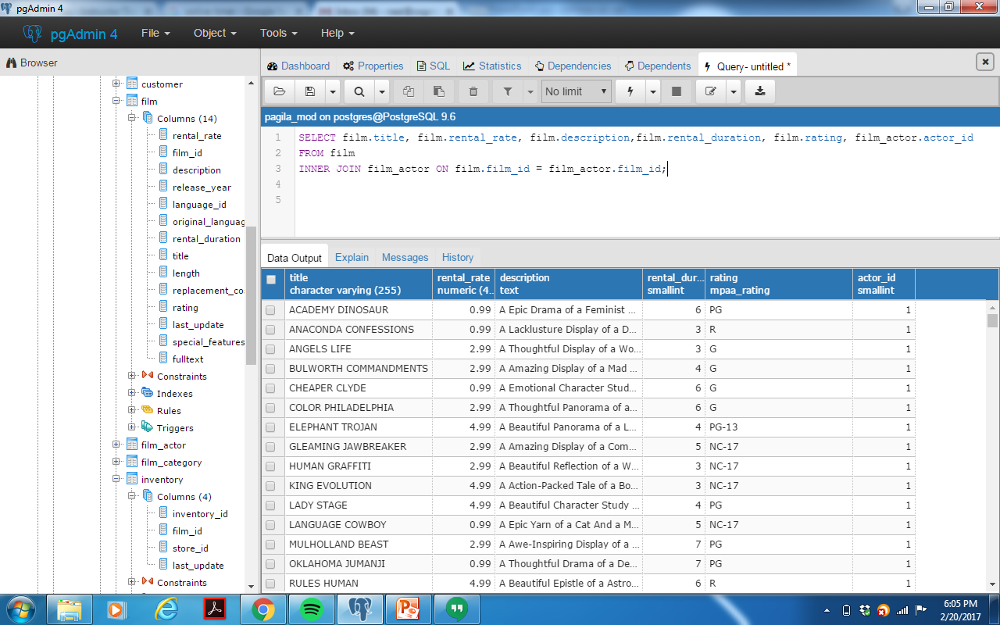 pgAdmin 4
pgAdmin 4 File Object Tools Help
Browser
Dashboard Properties SQL Statistics Dependencies Dependents Query- untitled *
No limit
pagila_mod on postgres@PostgreSQL 9.6
1 SELECT film.title, film.rental_rate, film.description,film.rental_duration, film.rating, film_actor.actor_id
2 FROM film
3 INNER JOIN film_actor ON film.film_id = film_actor.film_id;
4
5
customer
film
Columns (14)
rental_rate
film_id
description
release_year
language_id
original_languag
rental_duration
title
length
replacement_co
rating
last_update
special_features
fulltext
Constraints
Indexes
Rules
Triggers
film_actor
film_category
inventory
Columns (4)
inventory_id
film_id
store_id
last_update
Constraints
Data Output Explain Messages History
title rental_rate description rental_dur... rating actor_id
character varying (255) numeric (4.. text smallint mpaa_rating smallint
ACADEMY DINOSAUR 0.99 A Epic Drama of a Feminist ... 6 PG 1
ANACONDA CONFESSIONS 0.99 A Lacklusture Display of a D... 3 R 1
ANGELS LIFE 2.99 A Thoughtful Display of a Wo... 3 G 1
BULWORTH COMMANDMENTS 2.99 A Amazing Display of a Mad ... 4 G 1
CHEAPER CLYDE 0.99 A Emotional Character Stud... 6 G 1
COLOR PHILADELPHIA 2.99 A Thoughtful Panorama of a... 6 G 1
ELEPHANT TROJAN 4.99 A Beautiful Panorama of a L... 4 PG-13 1
GLEAMING JAWBREAKER 2.99 A Amazing Display of a Com... 5 NC-17 1
HUMAN GRAFFITI 2.99 A Beautiful Reflection of a W... 3 NC-17 1
KING EVOLUTION 4.99 A Action-Packed Tale of a Bo... 3 NC-17 1
LADY STAGE 4.99 A Beautiful Character Study ... 4 PG 1
LANGUAGE COWBOY 0.99 A Epic Yarn of a Cat And a M... 5 NC-17 1
MULHOLLAND BEAST 2.99 A Awe-Inspiring Display of a ... 7 PG 1
OKLAHOMA JUMANJI 0.99 A Thoughtful Drama of a De... 7 PG 1
RULES HUMAN 4.99 A Beautiful Epistle of a Astro... 6 R 1
6:05 PM
2/20/2017